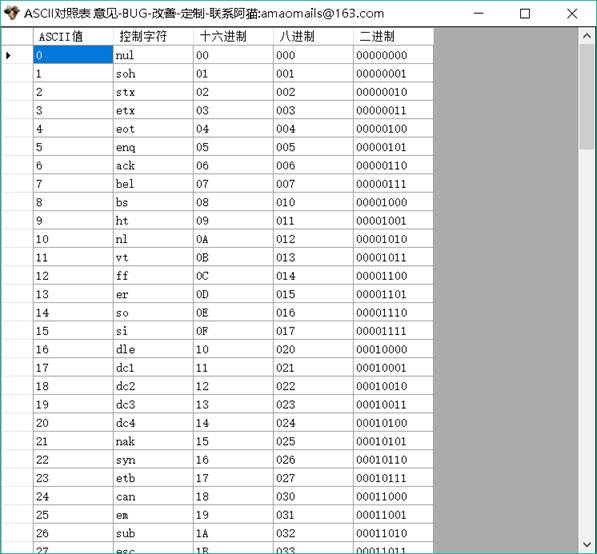 ASCII对照表 意见-BUG-改善-定制-联系阿猫:amaomails@163.com
ASCII值 控制字符 十六进制 八进制 二进制
0 nul 00 000 00000000
1 soh 01 001 00000001
2 stx 02 002 00000010
3 etx 03 003 00000011
4 eot 04 004 00000100
5 enq 05 005 00000101
6 ack 06 006 00000110
7 bel 07 007 00000111
8 bs 08 010 00001000
9 ht 09 011 00001001
10 nl 0A 012 00001010
11 vt 0B 013 00001011
12 ff 0C 014 00001100
13 er 0D 015 00001101
14 so 0E 016 00001110
15 si 0F 017 00001111
16 dle 10 020 00010000
17 dc1 11 021 00010001
18 dc2 12 022 00010010
19 dc3 13 023 00010011
20 dc4 14 024 00010100
21 nak 15 025 00010101
22 syn 16 026 00010110
23 etb 17 027 00010111
24 can 18 030 00011000
25 em 19 031 00011001
26 sub 1A 032 00011010
27 esc 1B 033 00011011